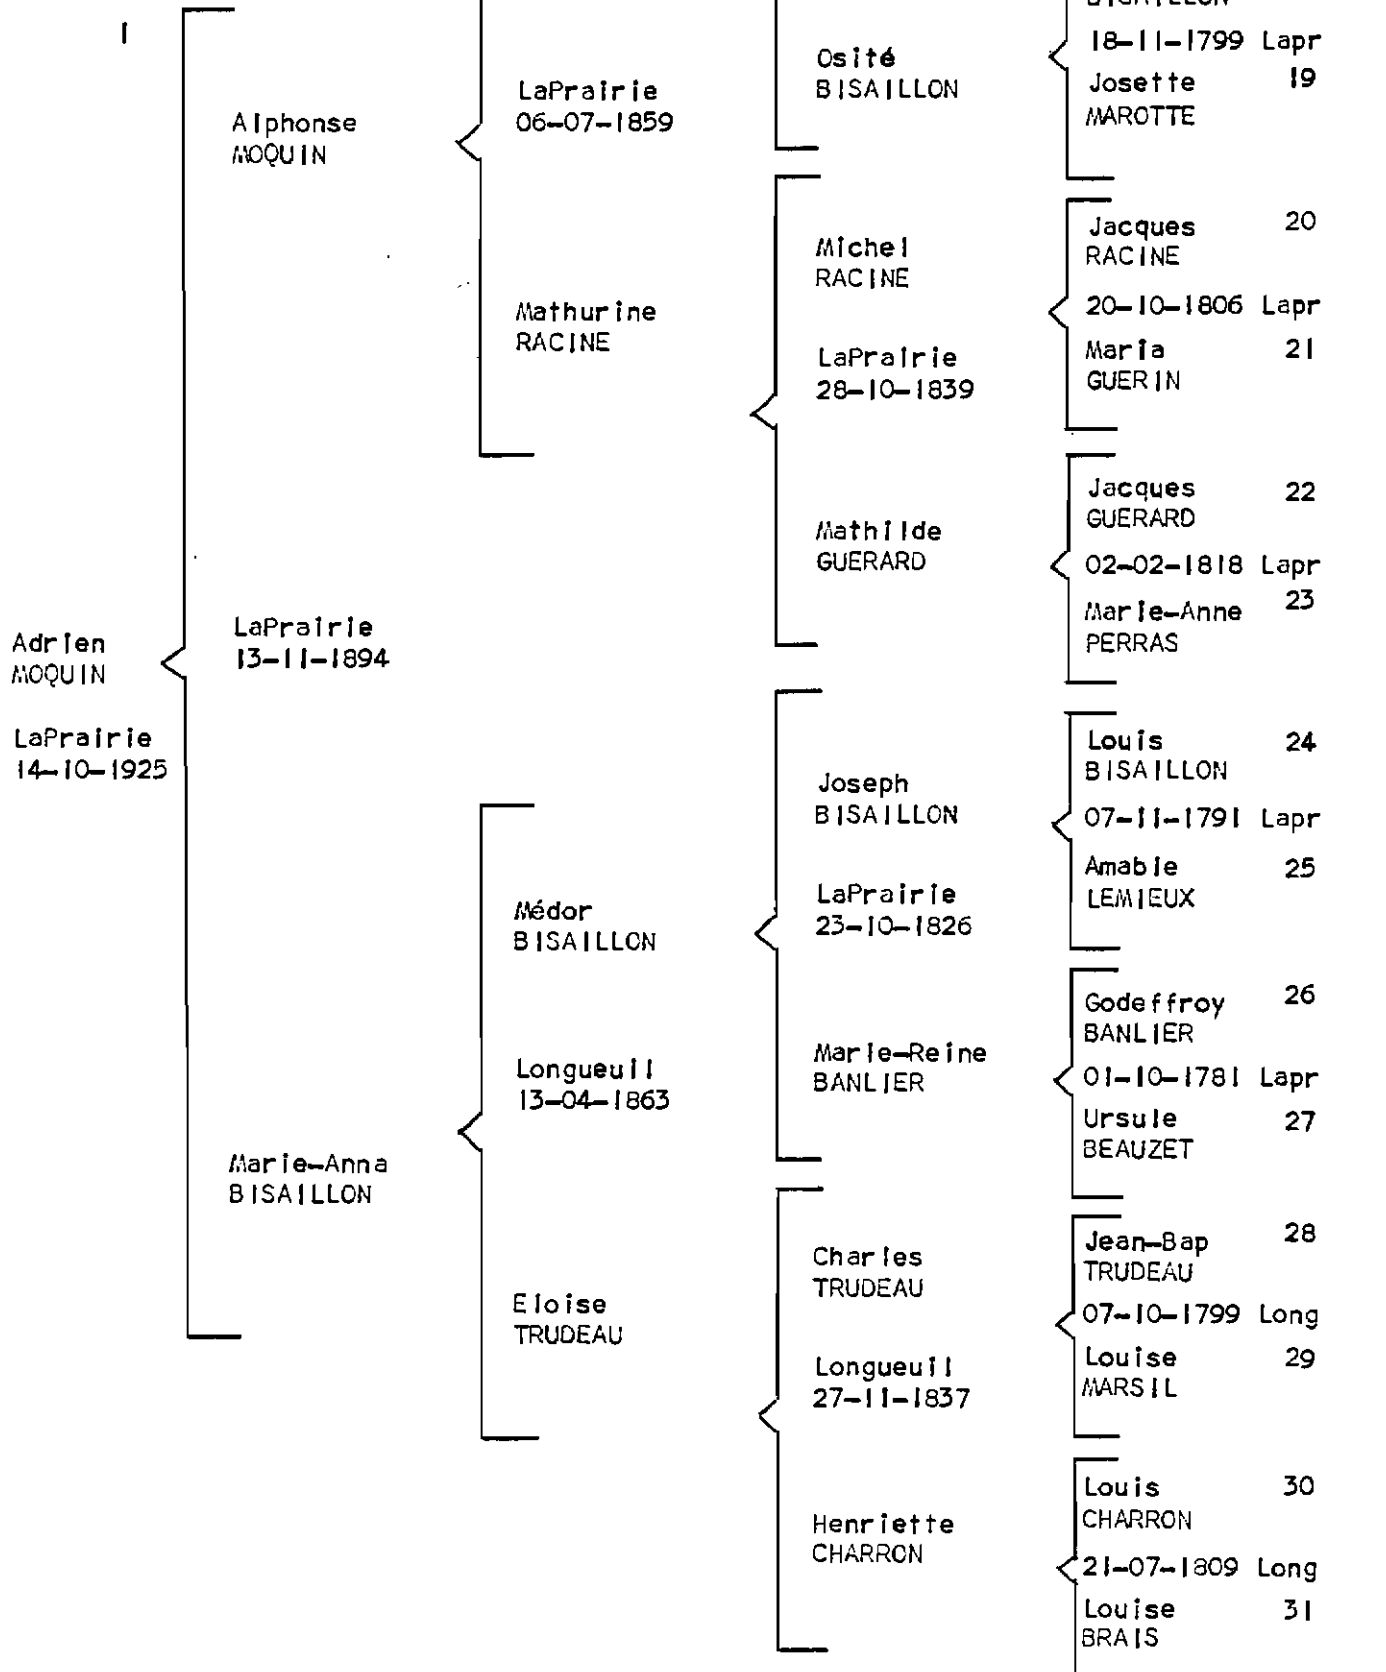 1
Adrien
MOQUIN
LaPrairie
14-10-1925
Alphonse
MOQUIN
LaPrairie
13-11-1894
Marie-Anna
BISAILLON
LaPrairie
06-07-1859
Mathurine
RACINE
Médor
BISAILLON
Longueuil
13-04-1863
Eloise
TRUDEAU
Osité
BISAILLON
Michel
RACINE
LaPrairie
28-10-1839
Mathilde
GUERARD
Joseph
BISAILLON
LaPrairie
23-10-1826
Marie-Reine
BANLIER
Charles
TRUDEAU
Longueuil
27-11-1837
Henriette
CHARRON
BISAILLON
18-11-1799 Lapr
Josette 19
MAROTTE
Jacques 20
RACINE
20-10-1806 Lapr
Maria 21
GUERIN
Jacques 22
GUERARD
02-02-1818 Lapr
Marie-Anne 23
PERRAS
Louis 24
BISAILLON
07-11-1791 Lapr
Amable 25
LEMIEUX
Godeffroy 26
BANLIER
01-10-1781 Lapr
Ursule 27
BEAUZET
Jean-Bap 28
TRUDEAU
07-10-1799 Long
Louise 29
MARSIL
Louis 30
CHARRON
21-07-1809 Long
Louise 31
BRAIS